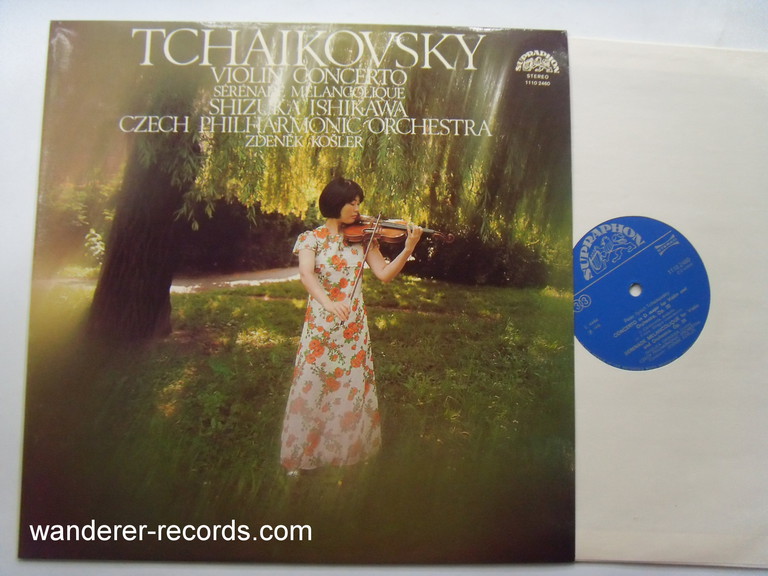 TCHAIKOVSKY
VIOLIN CONCERTO
SÉRÉNADE MÉLANCOLIQUE
SHIZUKA ISHIKAWA
CZECH PHILHARMONIC ORCHESTRA
ZDENĚK KOŠLER
SUPRAPHON
STEREO
1110 2460
SUPRAPHON
33
wanderer-records.com